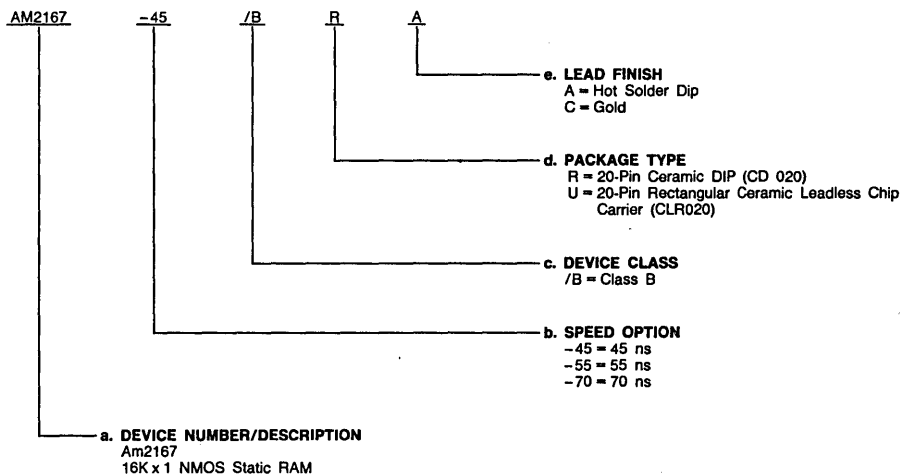 AM2167 -45 /B R A
e. LEAD FINISH
A = Hot Solder Dip
C = Gold
d. PACKAGE TYPE
R = 20-Pin Ceramic DIP (CD 020)
U = 20-Pin Rectangular Ceramic Leadless Chip
Carrier (CLR020)
c. DEVICE CLASS
/B = Class B
b. SPEED OPTION
-45 = 45 ns
-55 = 55 ns
-70 = 70 ns
a. DEVICE NUMBER/DESCRIPTION
Am2167
16K x 1 NMOS Static RAM